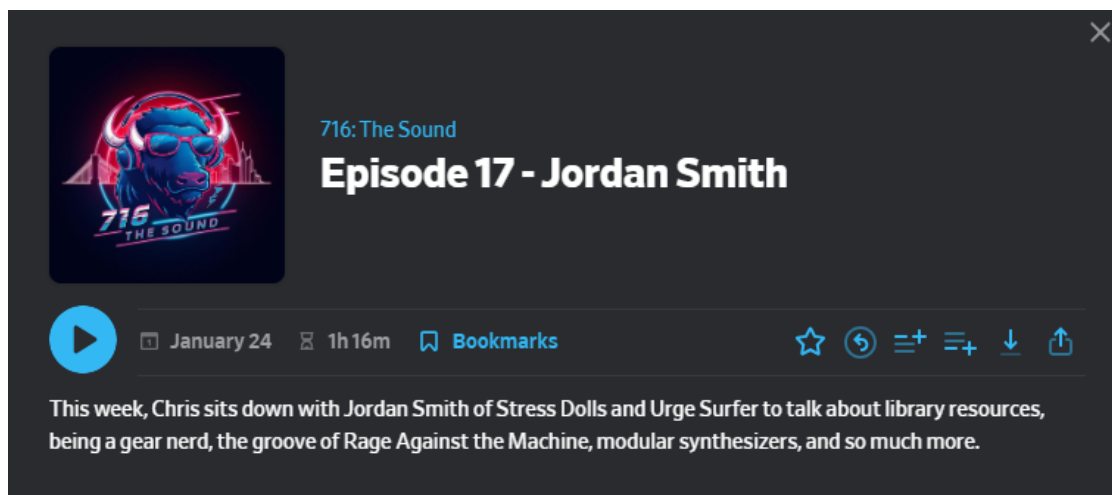 716: The Sound
Episode 17 - Jordan Smith
716
THE SOUND
1
January 24
1h 16m
Bookmarks
This week, Chris sits down with Jordan Smith of Stress Dolls and Urge Surfer to talk about library resources,
being a gear nerd, the groove of Rage Against the Machine, modular synthesizers, and so much more.